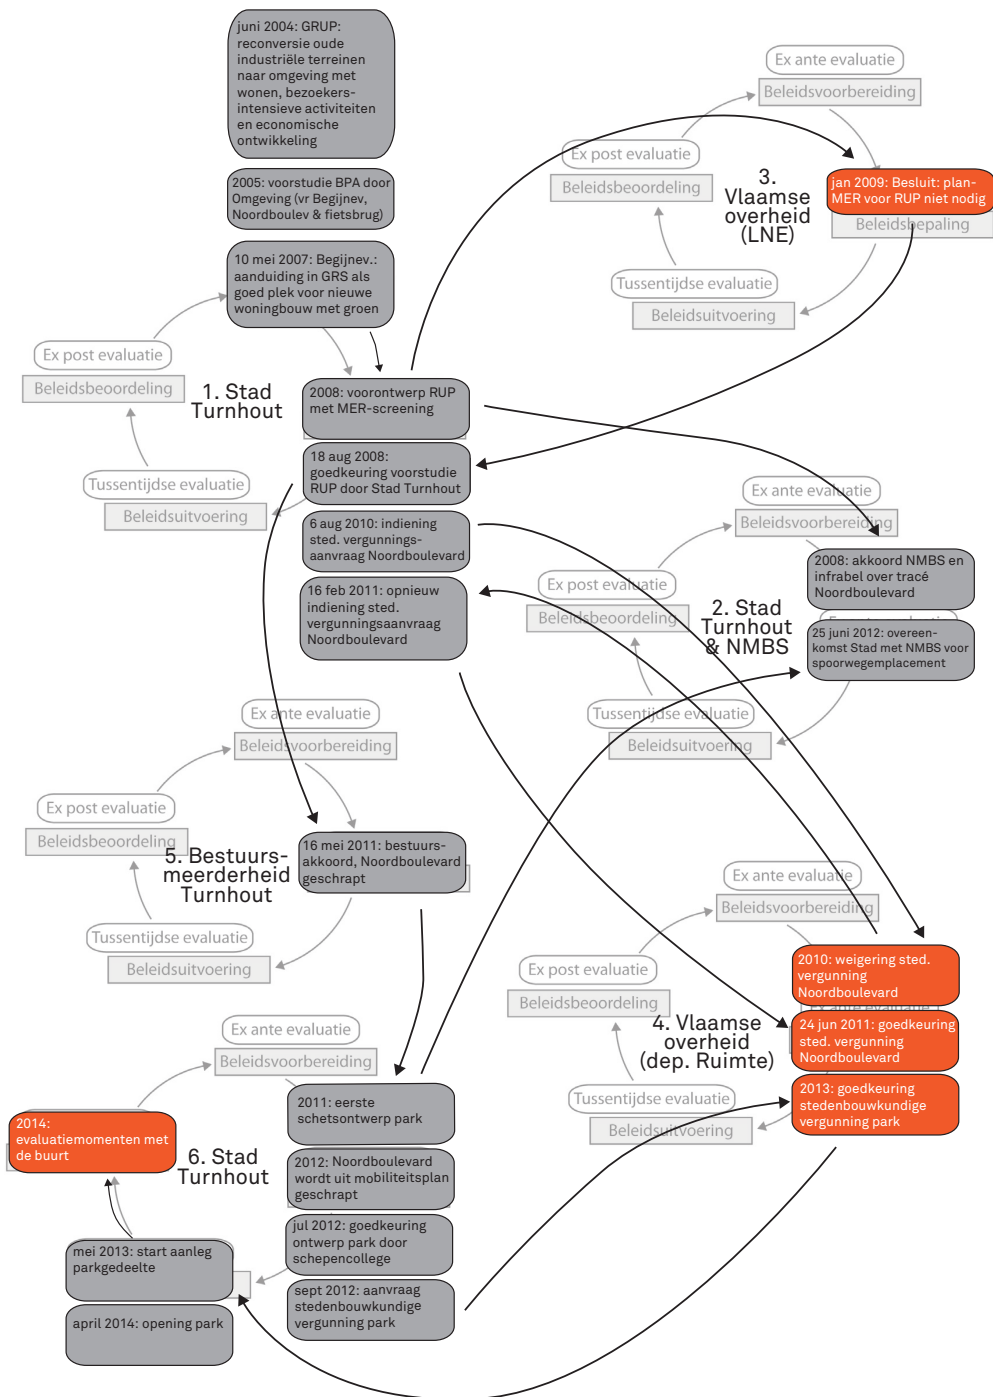 juni 2004: GRUP:
reconversie oude
industriële terreinen
naar omgeving met
wonen, bezoekers-
intensieve activiteiten
en economische
ontwikkeling
2005: voorstudie BPA door
Omgeving (vr Begijnev,
Noordboulev & fietsbrug)
10 mei 2007: Begijnev.:
aanduiding in GRS als
goed plek voor nieuwe
woningbouw met groen
Ex post evaluatie
Beleidsbeoordeling
1. Stad
Turnhout
Tussentijdse evaluatie
Beleidsuitvoering
2008: voorontwerp RUP
met MER-screening
18 aug 2008:
goedkeuring voorstudie
RUP door Stad Turnhout
6 aug 2010: indiening
sted. vergunnings-
aanvraag Noordboulevard
16 feb 2011: opnieuw
indiening sted.
vergunningsaanvraag
Noordboulevard
Ex ante evaluatie
Beleidsvoorbereiding
Ex post evaluatie
Beleidsbeoordeling
3.
Vlaamse
overheid
(LNE)
jan 2009: Besluit: plan-
MER voor RUP niet nodig
Beleidsbepaling
Tussentijdse evaluatie
Beleidsuitvoering
Ex ante evaluatie
Beleidsvoorbereiding
Ex post evaluatie
Beleidsbeoordeling
2. Stad
Turnhout
& NMBS
2008: akkoord NMBS en
infrabel over tracé
Noordboulevard
25 juni 2012: overeen-
komst Stad met NMBS voor
spoorwegemplacement
Tussentijdse evaluatie
Beleidsuitvoering
Ex ante evaluatie
Beleidsvoorbereiding
Ex post evaluatie
Beleidsbeoordeling
5. Bestuurs-
meerderheid
Turnhout
16 mei 2011: bestuurs-
akkoord, Noordboulevard
geschrapt
Tussentijdse evaluatie
Beleidsuitvoering
Ex ante evaluatie
Beleidsvoorbereiding
Ex post evaluatie
Beleidsbeoordeling
4. Vlaamse
overheid
(dep. Ruimte)
2010: weigering sted.
vergunning
Noordboulevard
Ex ante evaluatie
24 jun 2011: goedkeuring
sted. vergunning
Noordboulevard
2013: goedkeuring
stedenbouwkundige
vergunning park
Tussentijdse evaluatie
Beleidsuitvoering
Ex ante evaluatie
Beleidsvoorbereiding
2014:
evaluatiemomenten met
de buurt
6. Stad
Turnhout
2011: eerste
schetsontwerp park
2012: Noordboulevard
wordt uit mobiliteitsplan
geschrapt
jul 2012: goedkeuring
ontwerp park door
schepencollege
sept 2012: aanvraag
stedenbouwkundige
vergunning park
mei 2013: start aanleg
parkgedeelte
april 2014: opening park